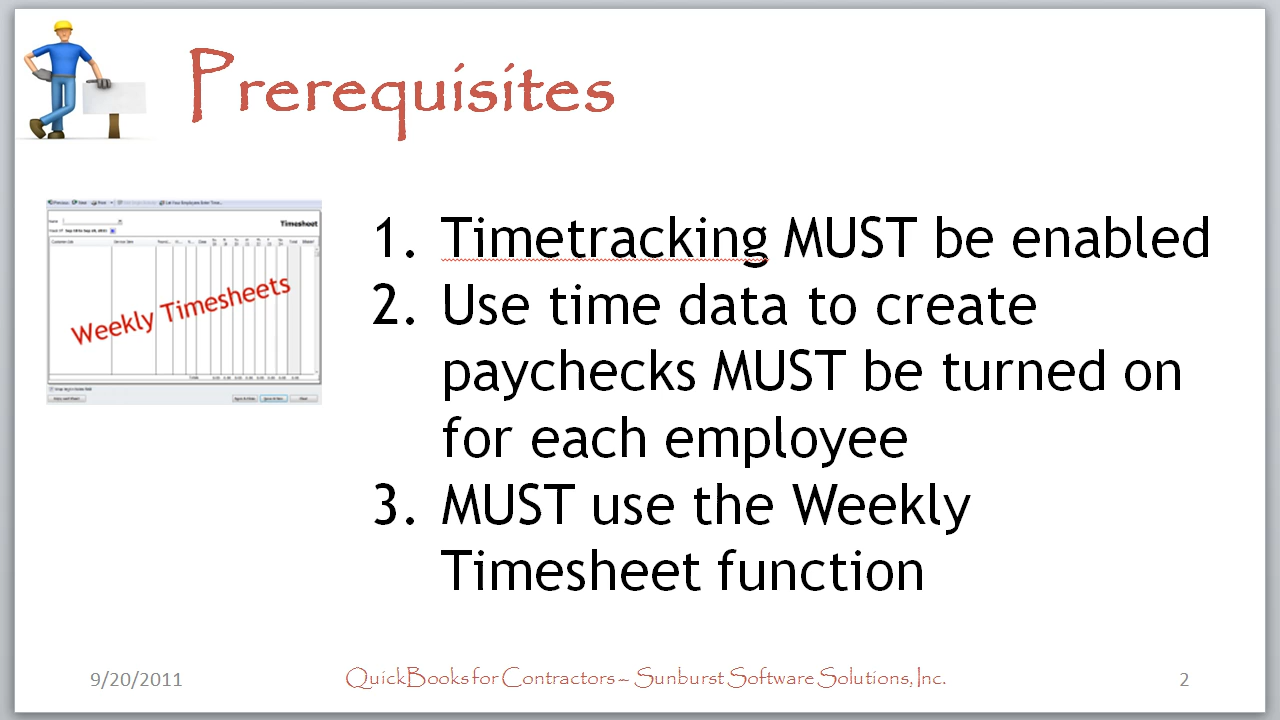 Prerequisites
Timesheet
Weekly Timesheets
1. Timetracking MUST be enabled
2. Use time data to create
paychecks MUST be turned on
for each employee
3. MUST use the Weekly
Timesheet function
9/20/2011
QuickBooks for Contractors – Sunburst Software Solutions, Inc.
2